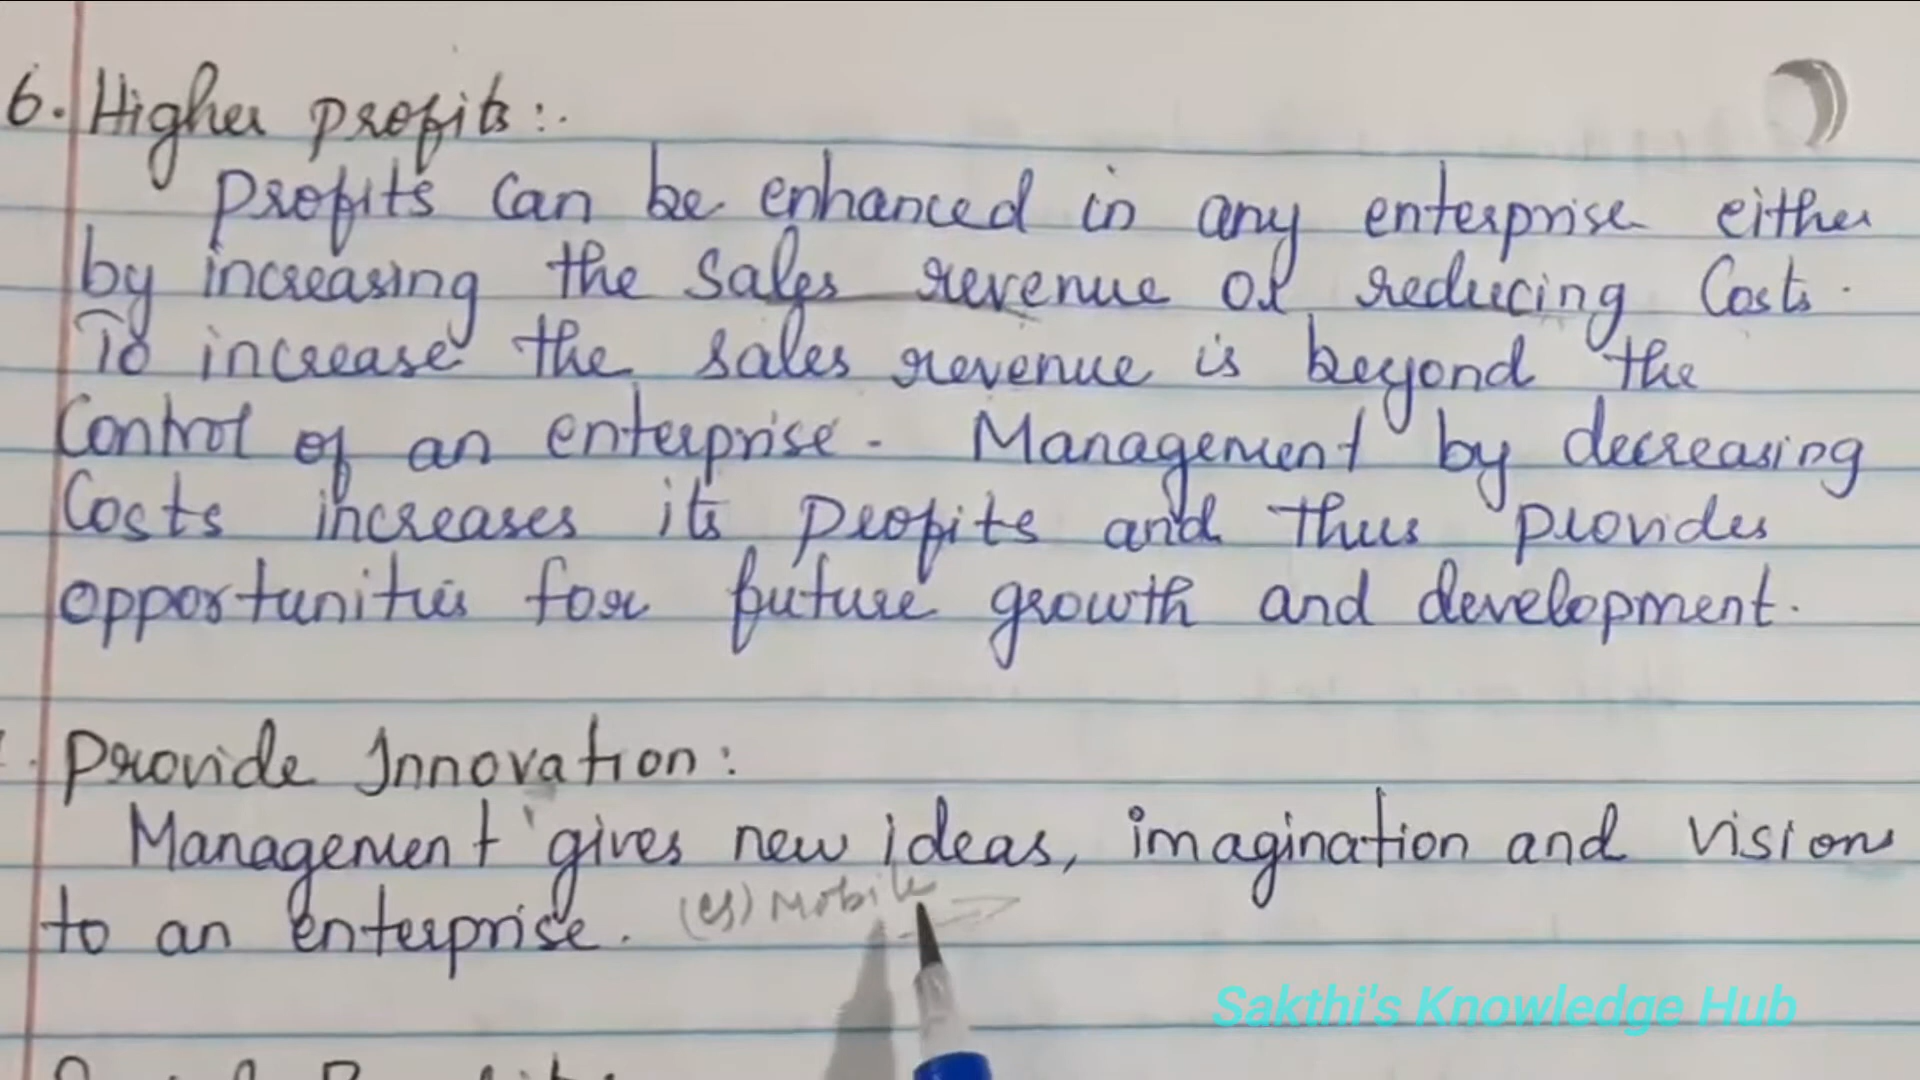 6. Higher profits:.
Profits can be enhanced in any enterprise either
by increasing the sales revenue or reducing Costs.
To increase the sales revenue is beyond the
Control of an enterprise. Management by decreasing
Costs increases its profits and thus provides
opportunities for future growth and development.
Provide Innovation:
Management gives new ideas, imagination and vision
to an enterprise. (eg) Mobile
Sakthi's Knowledge Hub